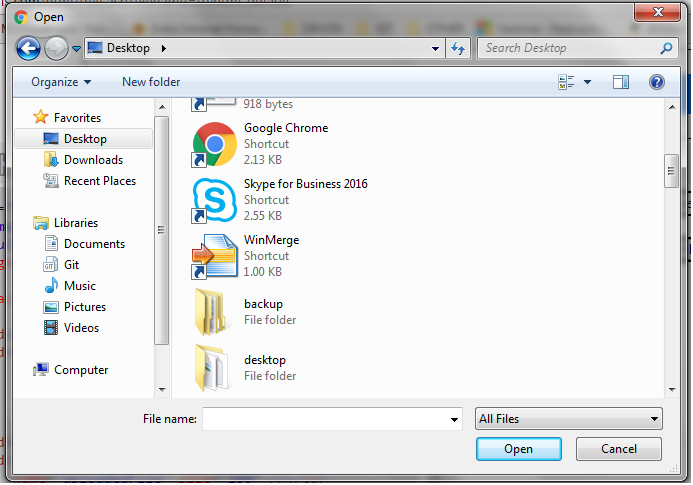 Open
Desktop
Search Desktop
Organize
New folder
Favorites
Desktop
Downloads
Recent Places
Libraries
Documents
Git
Music
Pictures
Videos
Computer
918 bytes
Google Chrome
Shortcut
2.13 KB
Skype for Business 2016
Shortcut
2.55 KB
WinMerge
Shortcut
1.00 KB
backup
File folder
desktop
File folder
File name:
All Files
Open
Cancel